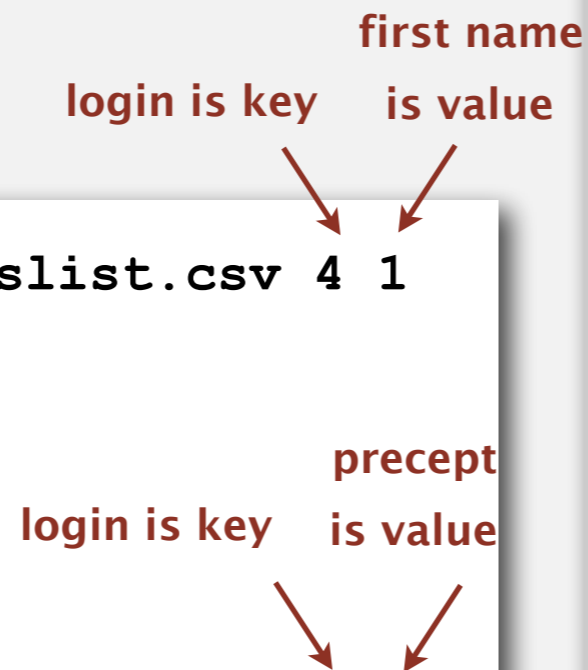 first name
login is key is value
slist.csv 4 1
precept
login is key is value